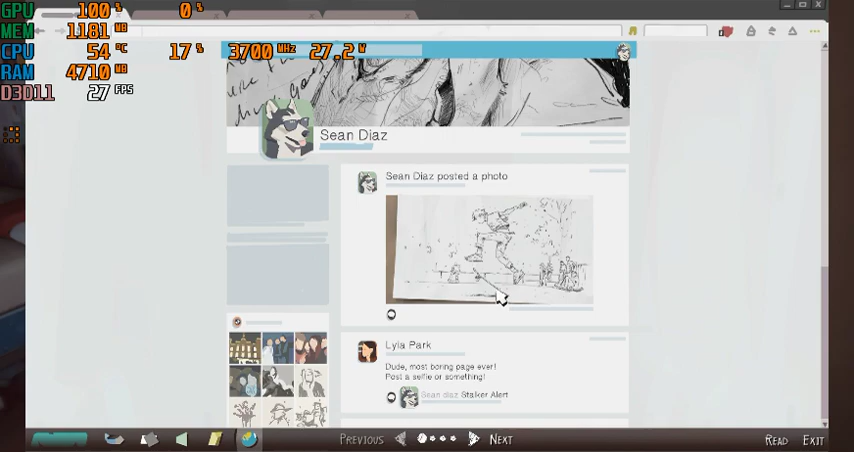 GPU 100 % 0 %
MEM 1181 MB
CPU 54 °C 17 % 3700 MHz 27.2 W
RAM 4710 MB
D3D11 27 FPS
Sean Diaz
Sean Diaz posted a photo
Lyla Park
Dude, most boring page ever!
Post a selfie or something!
Sean diaz Stalker Alert
PREVIOUS NEXT READ EXIT